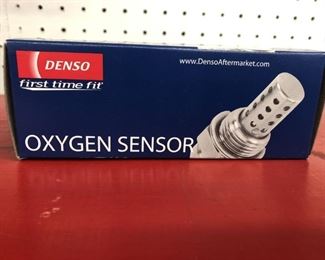 DENSO
first time fit®
www.DensoAftermarket.com
OXYGEN SENSOR